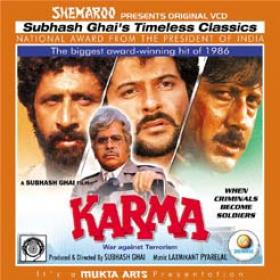 SHEMAROO PRESENTS ORIGINAL VCD
Subhash Ghai's Timeless Classics
NATIONAL AWARD FROM THE PRESIDENT OF INDIA
The biggest award-winning hit of 1986
A SUBHASH GHAI FILM
KARMA
War against Terrorism
WHEN
CRIMINALS
BECOME
SOLDIERS
Produced & Directed By SUBHASH GHAI Music LAXMIKANT PYARELAL
It's a MUKTA ARTS Presentation